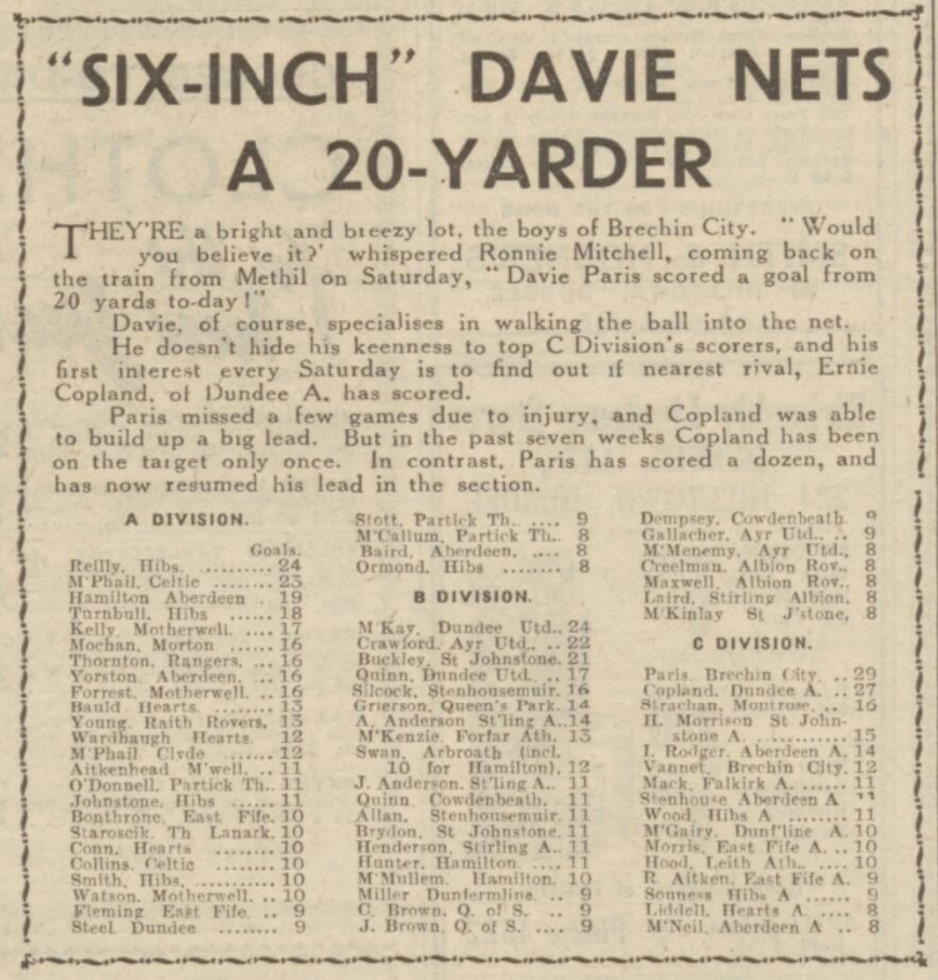 "SIX-INCH" DAVIE NETS
A 20-YARDER
THEY'RE a bright and breezy lot, the boys of Brechin City. "Would
you believe it?' whispered Ronnie Mitchell, coming back on
the train from Methil on Saturday, "Davie Paris scored a goal from
20 yards to-day!"
Davie, of course, specialises in walking the ball into the net.
He doesn't hide his keenness to top C Division's scorers, and his
first interest every Saturday is to find out if nearest rival, Ernie
Copland, of Dundee A, has scored.
Paris missed a few games due to injury, and Copland was able
to build up a big lead. But in the past seven weeks Copland has been
on the target only once. In contrast, Paris has scored a dozen, and
has now resumed his lead in the section.
A DIVISION.
Goals.
Reilly, Hibs. ......... 24
M'Phail, Celtic ....... 23
Hamilton Aberdeen .. 19
Turnbull, Hibs ...... 18
Kelly Motherwell. .... 17
Mochan, Morton ...... 16
Thornton, Rangers, ... 16
Yorston, Aberdeen. ... 16
Forrest, Motherwell. .. 16
Bauld Hearts. ........ 13
Young, Raith Rovers, 13
Wardhaugh Hearts. 12
M'Phail Clyde ....... 12
Aitkenhead M'well. .. 11
O'Donnell, Partick Th.. 11
Johnstone, Hibs ...... 11
Bonthrone, East Fife. 10
Staroscik, Th Lanark. 10
Conn, Hearts ........ 10
Collins, Celtic ........ 10
Smith, Hibs. ........... 10
Watson, Motherwell. .. 10
Fleming East Fife. .. 9
Steel Dundee ........ 9
Stott, Partick Th.. .... 9
M'Callum, Partick Th.. 8
Baird, Aberdeen, .... 8
Ormond, Hibs ........ 8
B DIVISION.
M'Kay, Dundee Utd.. 24
Crawford, Ayr Utd.. .. 22
Buckley, St Johnstone. 21
Quinn, Dundee Utd. .. 17
Silcock, Stenhousemuir. 16
Grierson, Queen's Park. 14
A. Anderson St'ling A..14
M'Kenzie, Forfar Ath. 13
Swan, Arbroath (incl.
10 for Hamilton), 12
J. Anderson, St'ling A.. 11
Quinn, Cowdenbeath. 11
Allan, Stenhousemuir. 11
Brydon, St Johnstone. 11
Henderson, Stirling A.. 11
Hunter, Hamilton .... 11
M'Mullem, Hamilton. 10
Miller Dunfermline. .. 9
C. Brown, Q. of S. .. 9
J. Brown, Q. of S. .... 9
Dempsey, Cowdenbeath. 9
Gallacher, Ayr Utd., .. 9
M'Menemy, Ayr Utd., 8
Creelman, Albion Rov.. 8
Maxwell, Albion Rov.. 8
Laird, Stirling Albion, 8
M'Kinlay St J'stone, 8
C DIVISION.
Paris, Brechin City. .. 29
Copland, Dundee A. .. 27
Strachan, Montrose. .. 16
H. Morrison St John-
stone A. ........... 15
I. Rodger, Aberdeen A. 14
Vannet, Brechin City. 12
Mack, Falkirk A. ...... 11
Stenhouse Aberdeen A 11
Wood, Hibs A ........ 11
M'Gairy, Dunf'line A. 10
Morris, East Fife A. .. 10
Hood, Leith Ath.. .... 10
R. Aitken, East Fife A. 9
Souness Hibs A ...... 9
Liddell, Hearts A .... 8
M'Neil, Aberdeen A .. 8